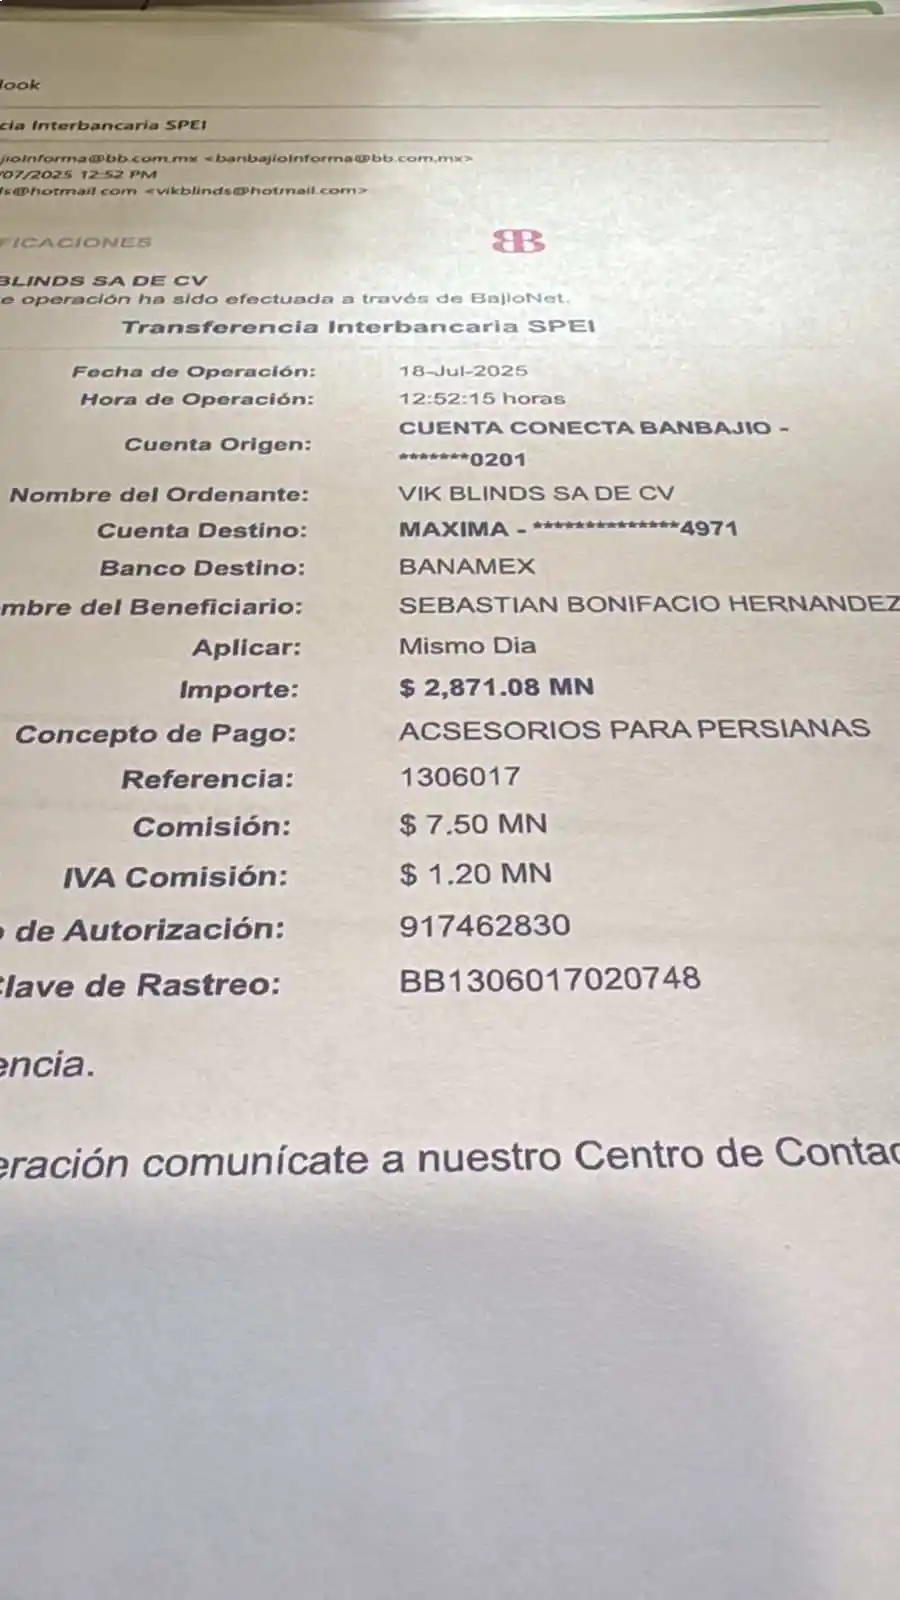 look
cia Interbancaria SPEI
jioInforma@bb.com.mx <banbajioInforma@bb.com.mx>
/07/2025 12:52 PM
ds@hotmail.com <vikblinds@hotmail.com>
FICACIONES
BB
BLINDS SA DE CV
e operación ha sido efectuada a través de BajioNet.
Transferencia Interbancaria SPEI
Fecha de Operación: 18-Jul-2025
Hora de Operación: 12:52:15 horas
Cuenta Origen: CUENTA CONECTA BANBAJIO -
*******0201
Nombre del Ordenante: VIK BLINDS SA DE CV
Cuenta Destino: MAXIMA - **************4971
Banco Destino: BANAMEX
mbre del Beneficiario: SEBASTIAN BONIFACIO HERNANDEZ
Aplicar: Mismo Dia
Importe: $ 2,871.08 MN
Concepto de Pago: ACSESORIOS PARA PERSIANAS
Referencia: 1306017
Comisión: $ 7.50 MN
IVA Comisión: $ 1.20 MN
o de Autorización: 917462830
Clave de Rastreo: BB1306017020748
encia.
eración comunícate a nuestro Centro de Contac